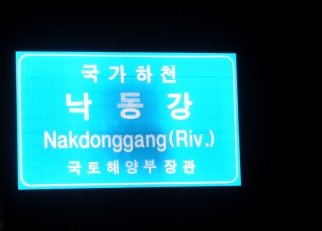 국가하천
낙동강
Nakdonggang(Riv.)
국토해양부장관